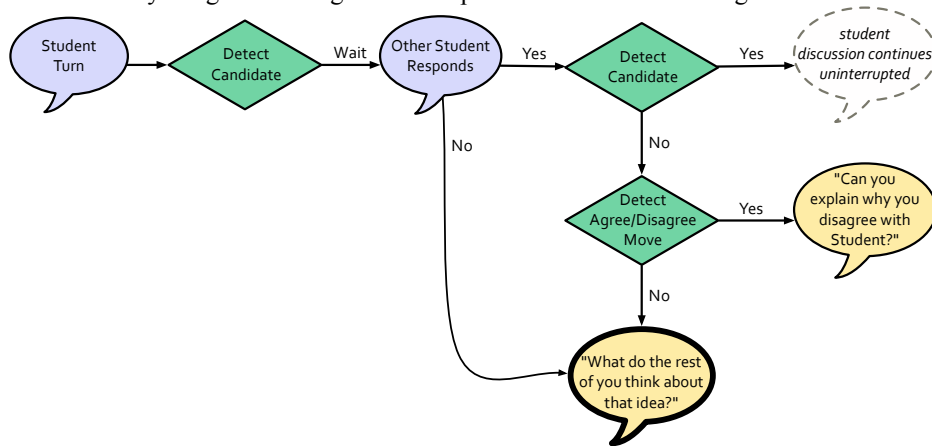 Student
Turn
Detect
Candidate
Wait
Other Student
Responds
Yes
Detect
Candidate
Yes
student
discussion continues
uninterrupted
No
No
Detect
Agree/Disagree
Move
Yes
"Can you
explain why you
disagree with
Student?"
No
"What do the rest
of you think about
that idea?"